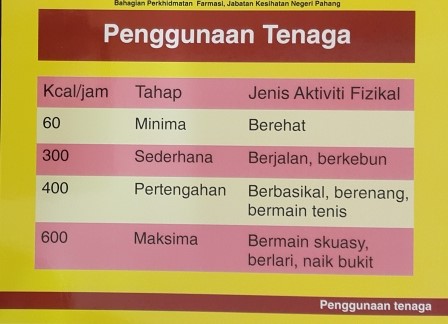 Bahagian Perkhidmatan Farmasi, Jabatan Kesihatan Negeri Pahang
Penggunaan Tenaga
Kcal/jam Tahap Jenis Aktiviti Fizikal
60 Minima Berehat
300 Sederhana Berjalan, berkebun
400 Pertengahan Berbasikal, berenang,
bermain tenis
600 Maksima Bermain skuasy,
berlari, naik bukit
Penggunaan tenaga